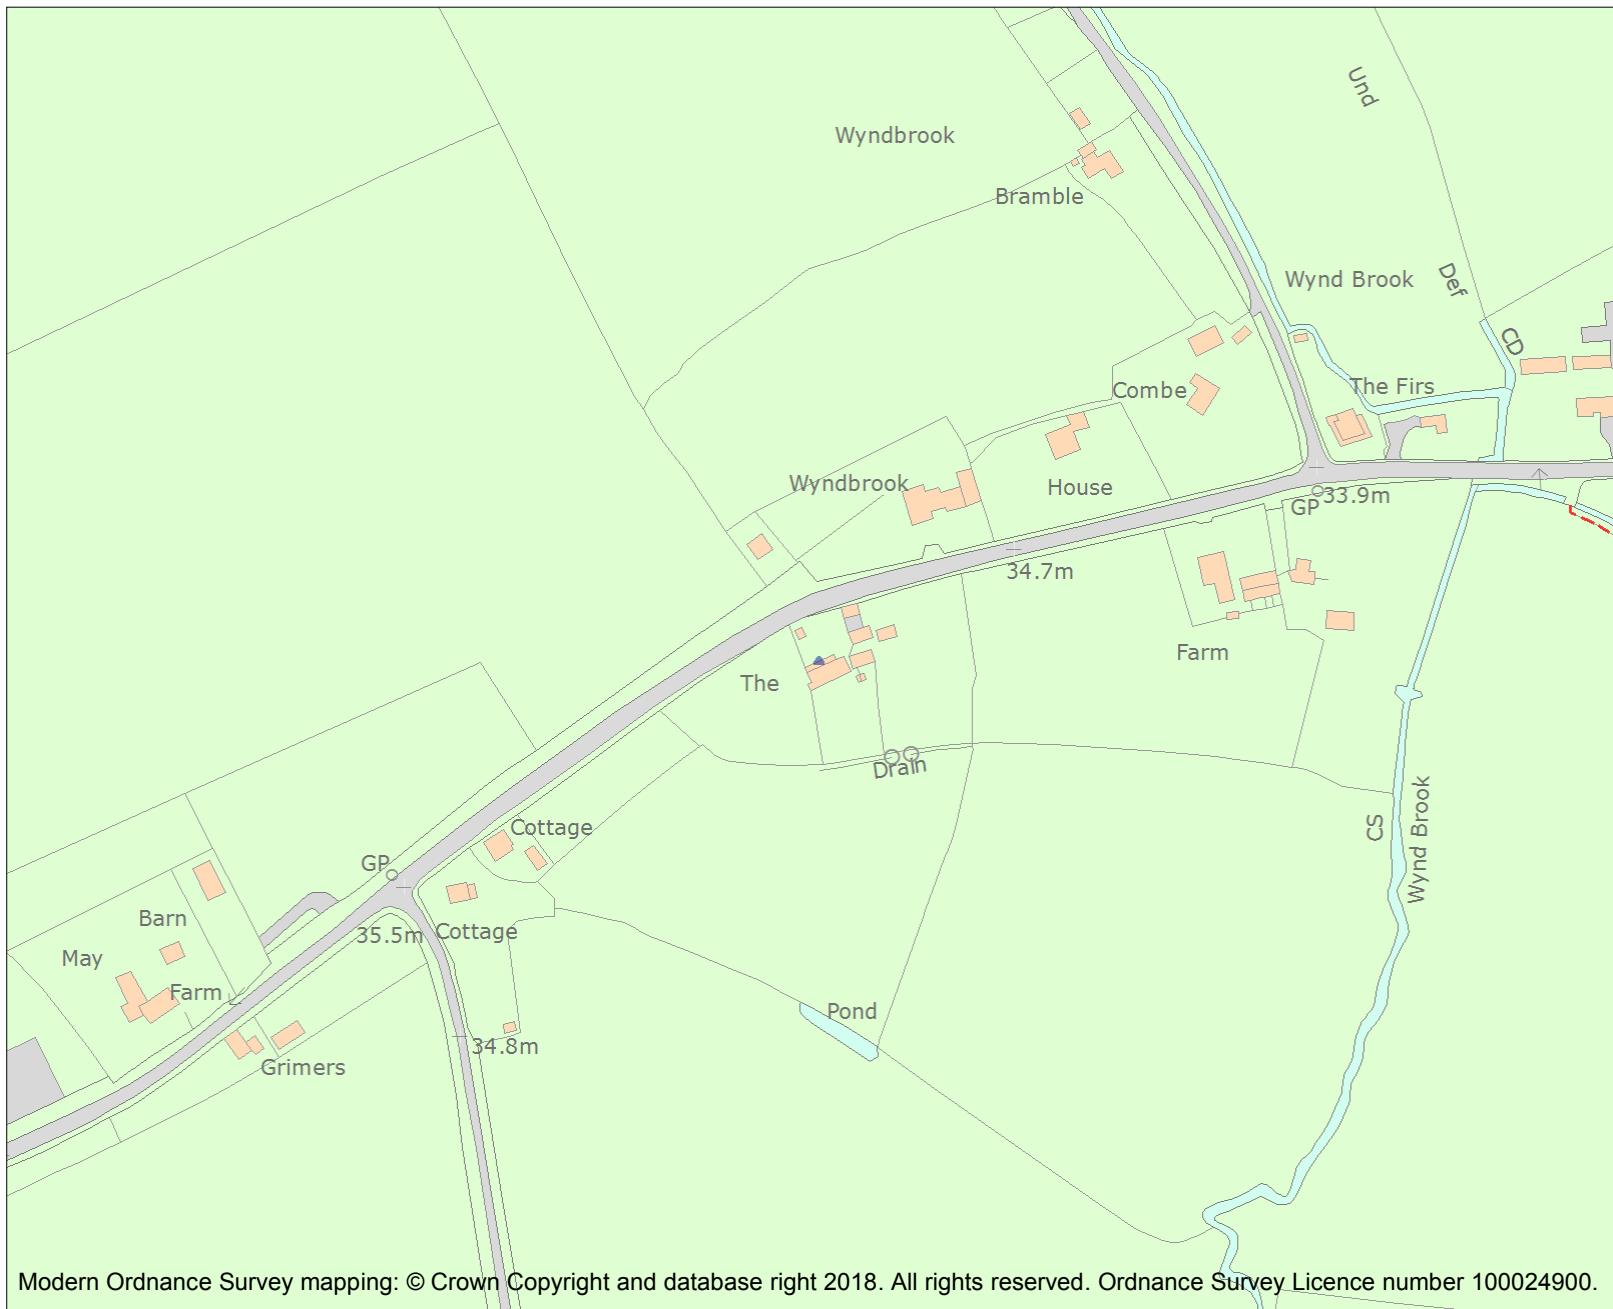 Und
Wyndbrook
Bramble
Wynd Brook
Def
CD
The Firs
Combe
Wyndbrook
House
33.9m
GP
34.7m
Farm
The
Drain
CS
Wynd Brook
Cottage
GP
Barn
35.5m
Cottage
May
Farm
Pond
34.8m
Grimers
Modern Ordnance Survey mapping: © Crown Copyright and database right 2018. All rights reserved. Ordnance Survey Licence number 100024900.